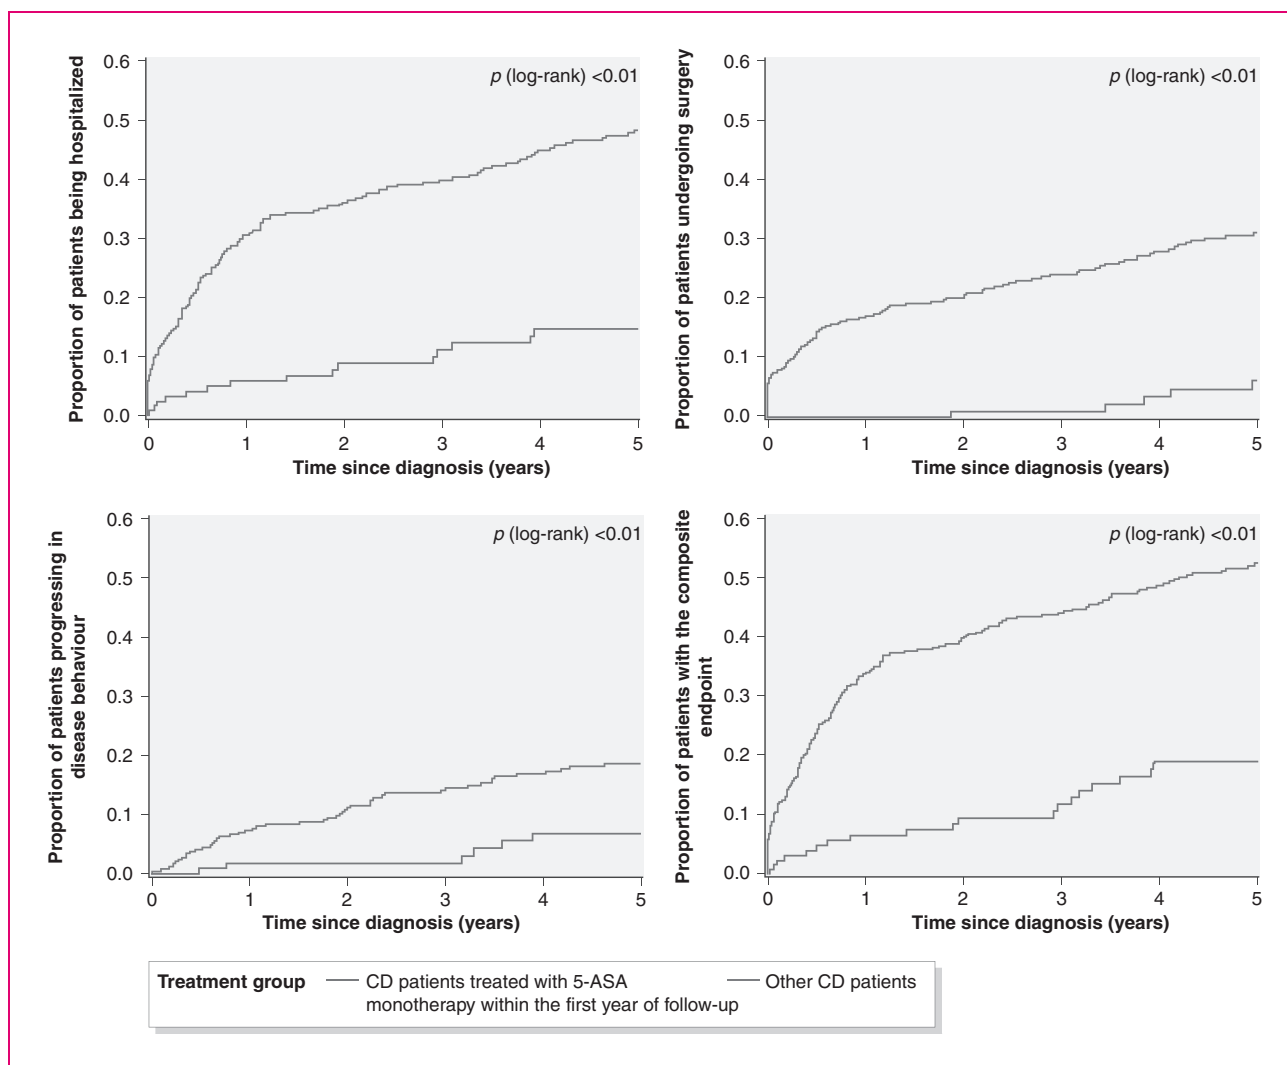 Proportion of patients being hospitalized
p (log-rank) <0.01
0.6
0.5
0.4
0.3
0.2
0.1
0.0
0 1 2 3 4 5
Time since diagnosis (years)
Proportion of patients undergoing surgery
p (log-rank) <0.01
0.6
0.5
0.4
0.3
0.2
0.1
0.0
0 1 2 3 4 5
Time since diagnosis (years)
Proportion of patients progressing in
disease behaviour
p (log-rank) <0.01
0.6
0.5
0.4
0.3
0.2
0.1
0.0
0 1 2 3 4 5
Time since diagnosis (years)
Proportion of patients with the composite
endpoint
p (log-rank) <0.01
0.6
0.5
0.4
0.3
0.2
0.1
0.0
0 1 2 3 4 5
Time since diagnosis (years)
Treatment group
CD patients treated with 5-ASA
monotherapy within the first year of follow-up
Other CD patients